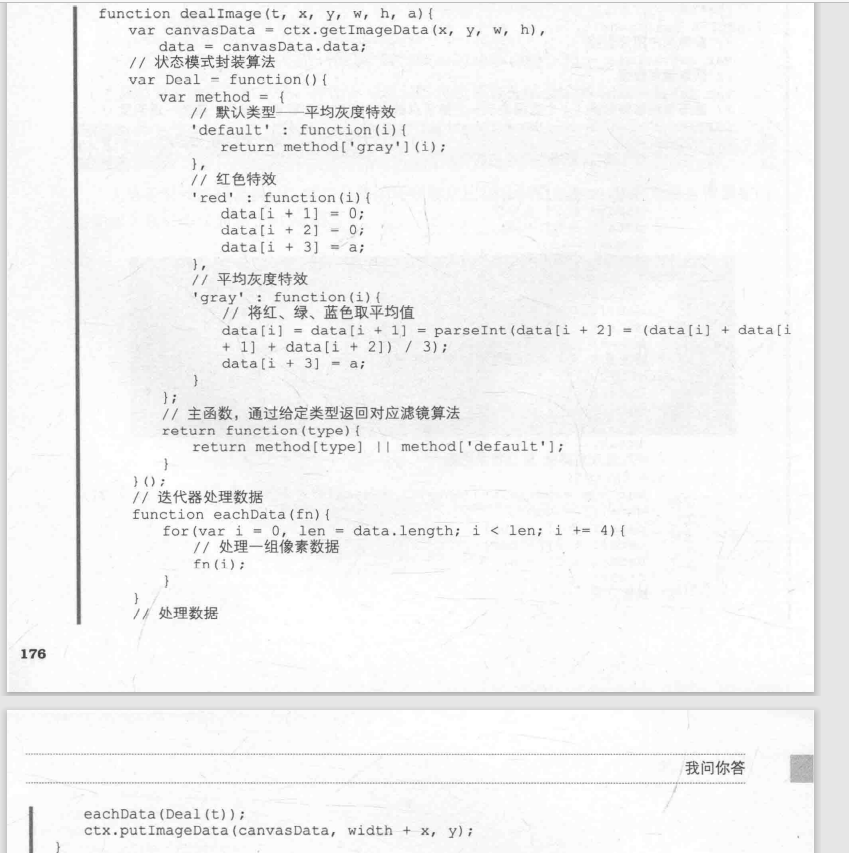 function dealImage(t, x, y, w, h, a){
var canvasData = ctx.getImageData(x, y, w, h),
data = canvasData.data;
// 状态模式封装算法
var Deal = function(){
var method = {
// 默认类型——平均灰度特效
'default' : function(i){
return method['gray'](i);
},
// 红色特效
'red' : function(i){
data[i + 1] = 0;
data[i + 2] = 0;
data[i + 3] = a;
},
// 平均灰度特效
'gray' : function(i){
// 将红、绿、蓝色取平均值
data[i] = data[i + 1] = parseInt(data[i + 2] = (data[i] + data[i
+ 1] + data[i + 2]) / 3);
data[i + 3] = a;
}
};
// 主函数，通过给定类型返回对应滤镜算法
return function(type){
return method[type] || method['default'];
}
}();
// 迭代器处理数据
function eachData(fn){
for(var i = 0, len = data.length; i < len; i += 4){
// 处理一组像素数据
fn(i);
}
}
// 处理数据
176
我问你答
eachData(Deal(t));
ctx.putImageData(canvasData, width + x, y);
}